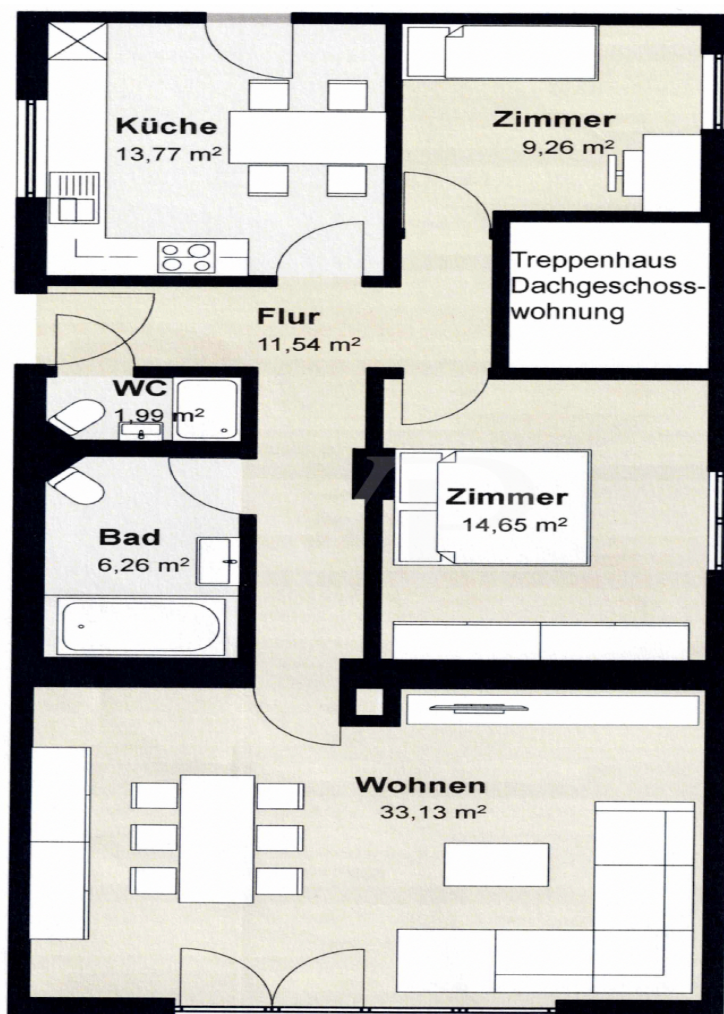 Küche
13,77 m²
Zimmer
9,26 m²
Treppenhaus
Dachgeschoss-
wohnung
Flur
11,54 m²
WC
1,99 m²
Zimmer
14,65 m²
Bad
6,26 m²
Wohnen
33,13 m²